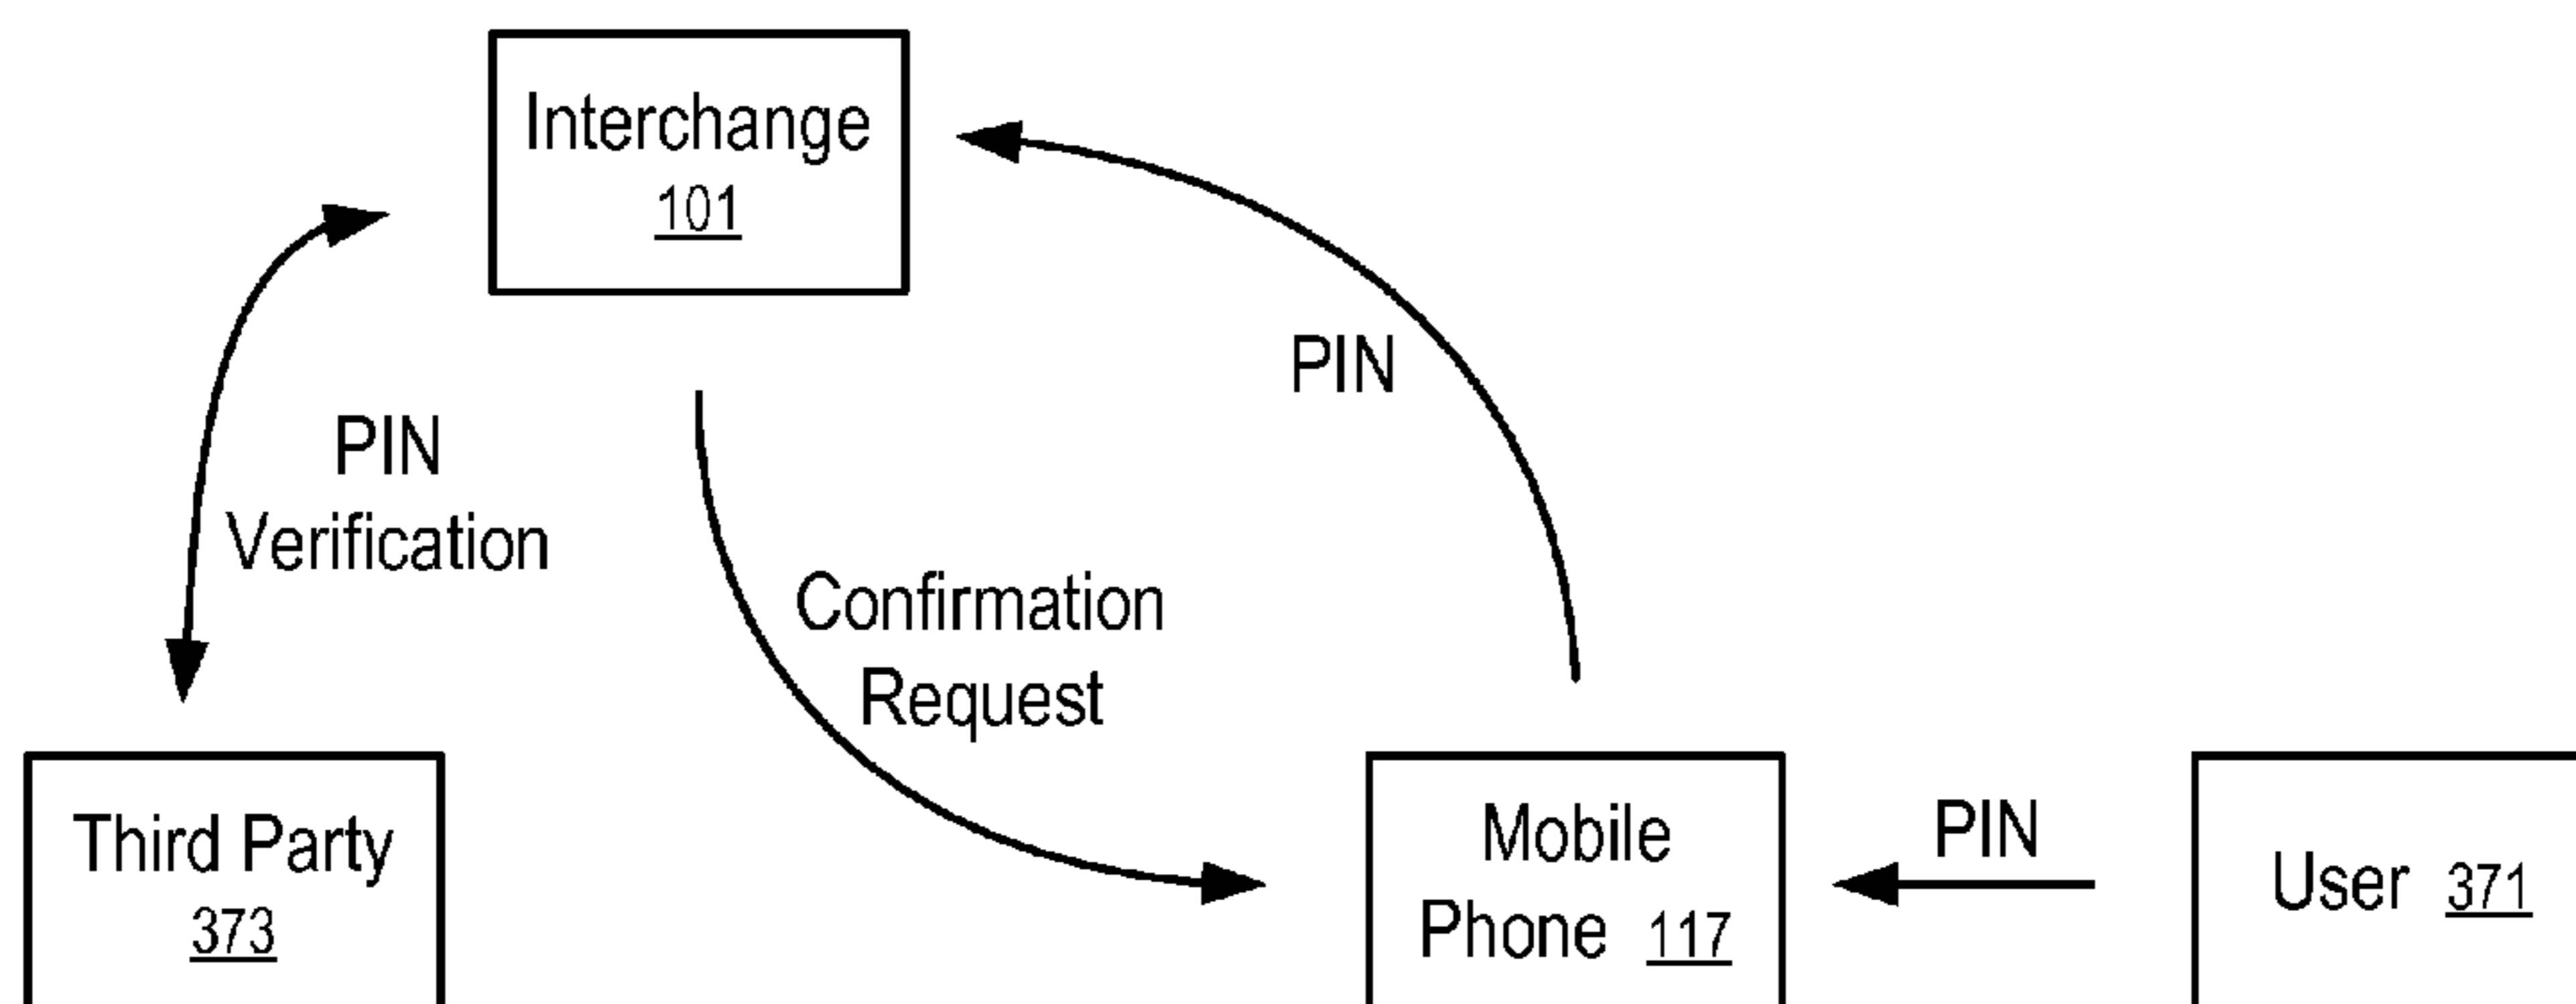 Interchange
101
PIN
PIN
Verification
Confirmation
Request
Third Party
373
Mobile
Phone 117
PIN
User 371